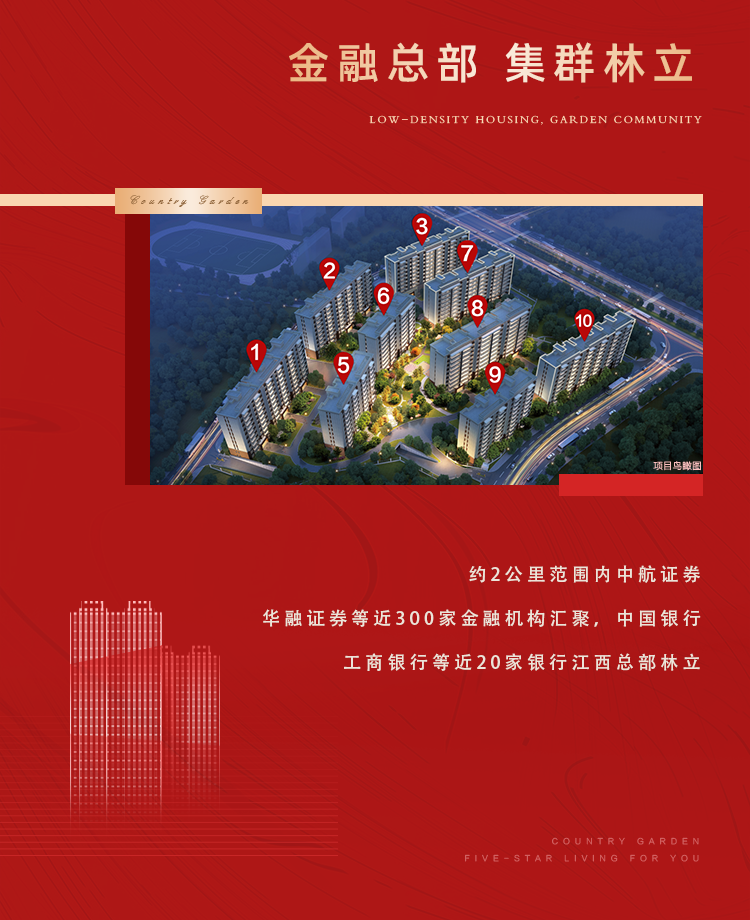 金融总部 集群林立
LOW-DENSITY HOUSING, GARDEN COMMUNITY
Country Garden
3
7
2
6
8
10
1
5
9
项目鸟瞰图
约2公里范围内中航证券
华融证券等近300家金融机构汇聚，中国银行
工商银行等近20家银行江西总部林立
COUNTRY GARDEN
FIVE-STAR LIVING FOR YOU